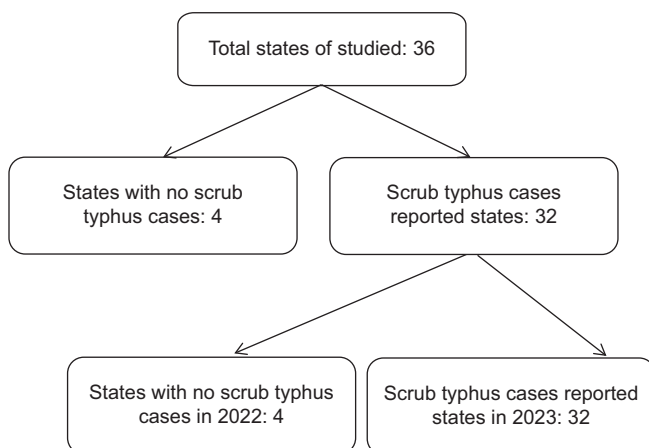 Total states of studied: 36
States with no scrub
typhus cases: 4
Scrub typhus cases
reported states: 32
States with no scrub typhus
cases in 2022: 4
Scrub typhus cases reported
states in 2023: 32